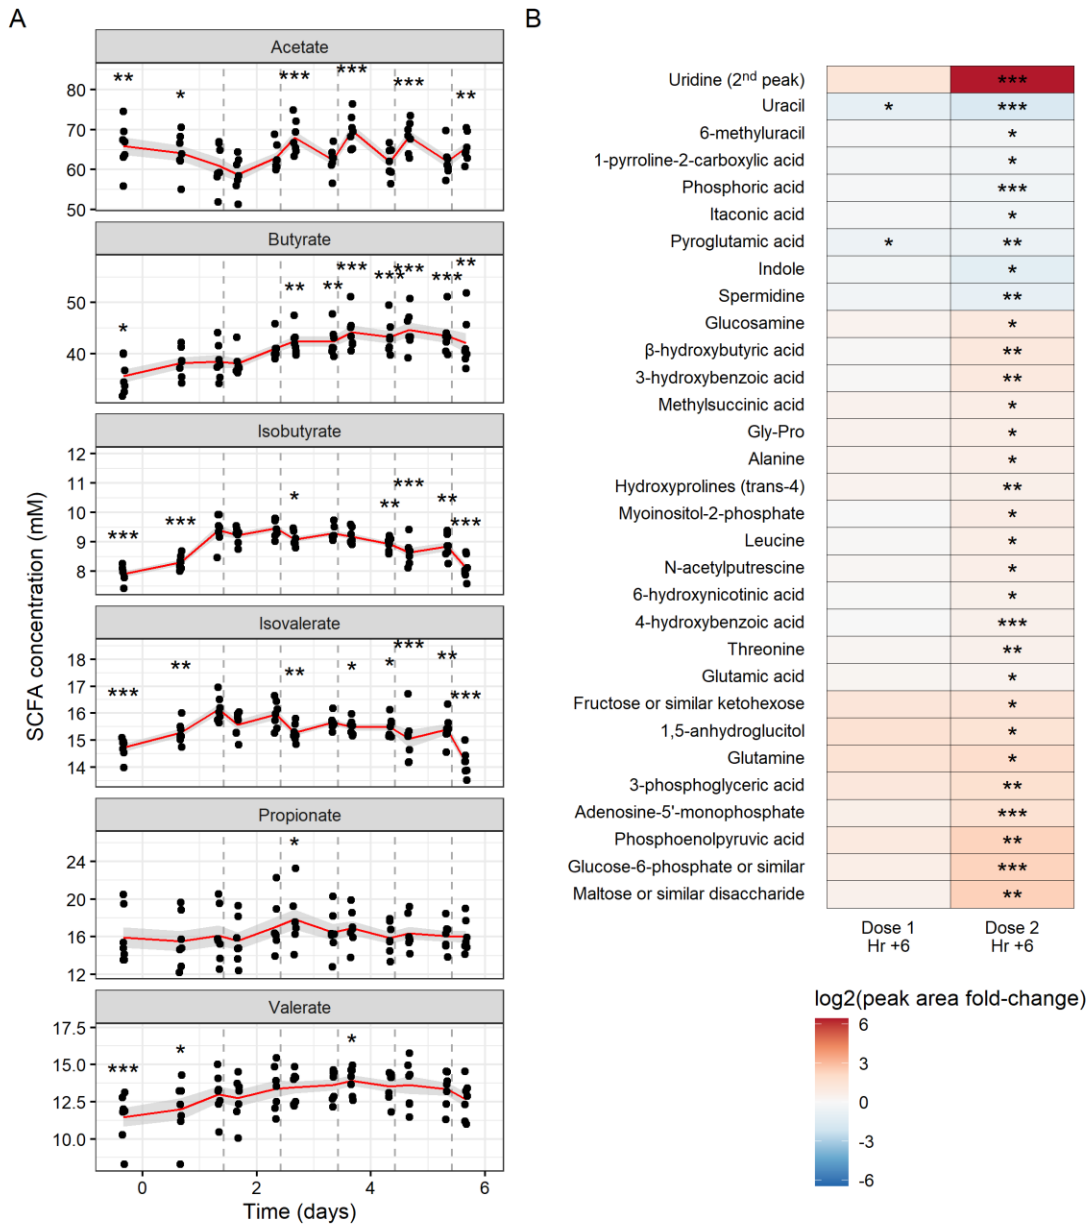 A
Acetate
**
*
***
***
***
**
80
70
60
50
Butyrate
*
**
**
***
***
***
***
**
50
40
Isobutyrate
***
***
*
**
***
**
***
12
11
10
9
8
Isovalerate
***
**
**
*
*
***
**
***
18
17
16
15
14
Propionate
*
24
20
16
12
Valerate
***
*
*
17.5
15.0
12.5
10.0
SCFA concentration (mM)
0
2
4
6
Time (days)
B
Uridine (2nd peak) ***
Uracil * ***
6-methyluracil *
1-pyrroline-2-carboxylic acid *
Phosphoric acid ***
Itaconic acid *
Pyroglutamic acid * **
Indole *
Spermidine **
Glucosamine *
β-hydroxybutyric acid **
3-hydroxybenzoic acid **
Methylsuccinic acid *
Gly-Pro *
Alanine *
Hydroxyprolines (trans-4) **
Myoinositol-2-phosphate *
Leucine *
N-acetylputrescine *
6-hydroxynicotinic acid *
4-hydroxybenzoic acid ***
Threonine **
Glutamic acid *
Fructose or similar ketohexose *
1,5-anhydroglucitol *
Glutamine *
3-phosphoglyceric acid **
Adenosine-5'-monophosphate ***
Phosphoenolpyruvic acid **
Glucose-6-phosphate or similar ***
Maltose or similar disaccharide **
Dose 1
Hr +6
Dose 2
Hr +6
log2(peak area fold-change)
6
3
0
-3
-6